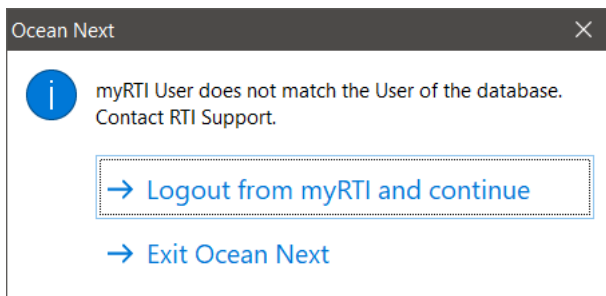 Ocean Next
myRTI User does not match the User of the database.
Contact RTI Support.
→ Logout from myRTI and continue
→ Exit Ocean Next